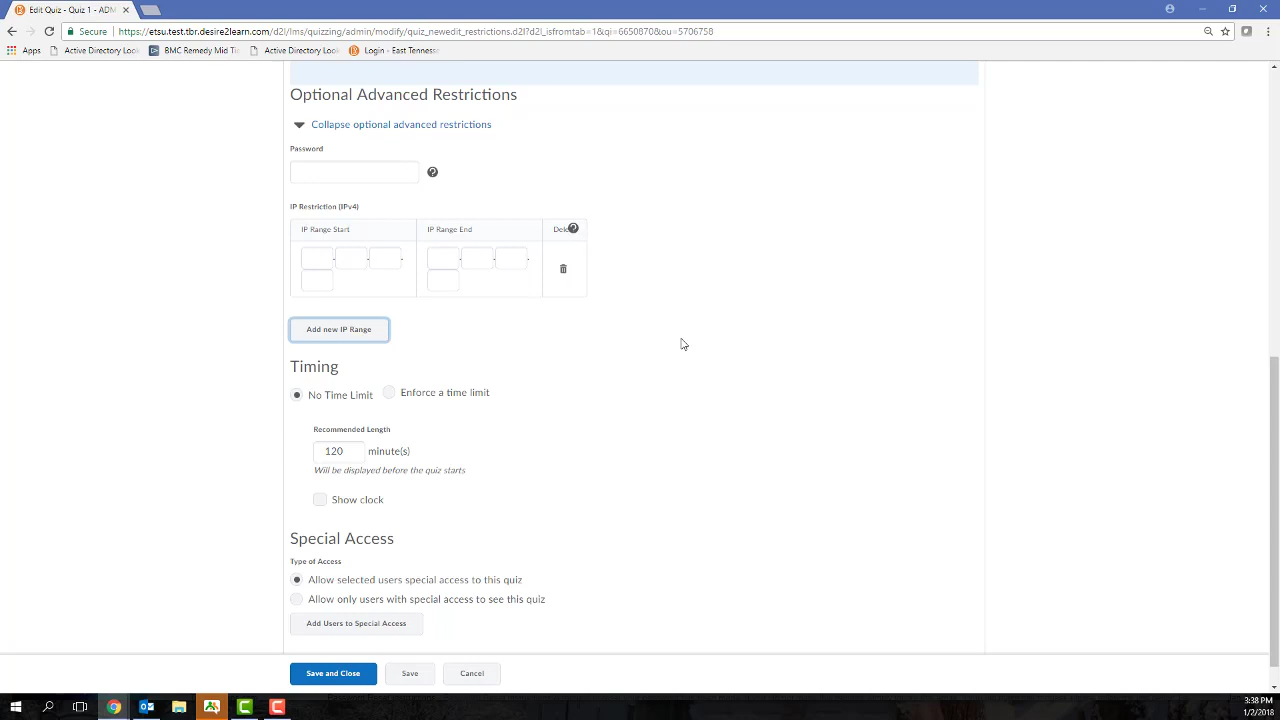 Edit Quiz - Quiz 1 - ADM
Secure https://etsu.test.tbr.desire2learn.com/d2l/lms/quizzing/admin/modify/quiz_newedit_restrictions.d2l?d2l_isfromtab=1&qi=6650870&ou=5706758
Apps Active Directory Look BMC Remedy Mid Tie Active Directory Look Login - East Tenness
Optional Advanced Restrictions
Collapse optional advanced restrictions
Password
IP Restriction (IPv4)
IP Range Start IP Range End Dele
Add new IP Range
Timing
No Time Limit Enforce a time limit
Recommended Length
120 minute(s)
Will be displayed before the quiz starts
Show clock
Special Access
Type of Access
Allow selected users special access to this quiz
Allow only users with special access to see this quiz
Add Users to Special Access
Save and Close Save Cancel
3:38 PM
1/2/2018